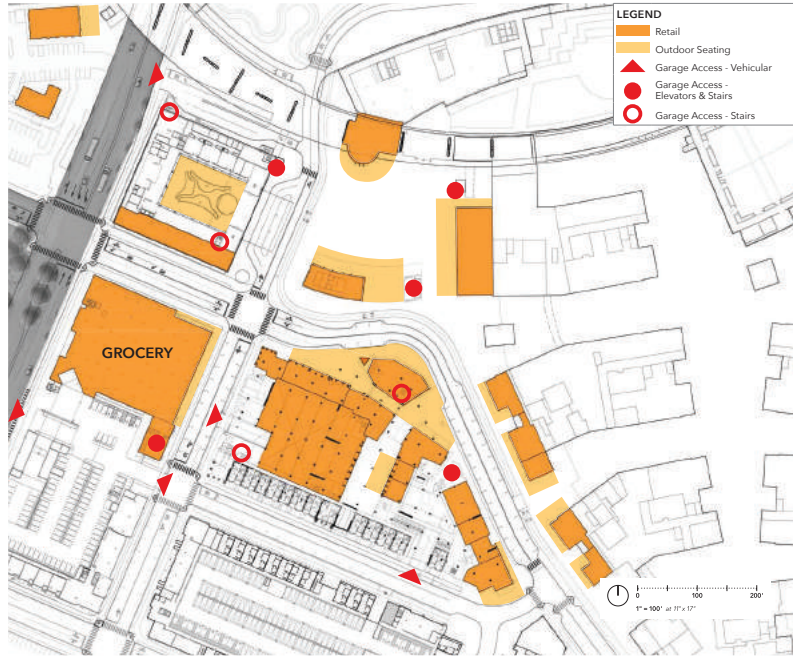 LEGEND
Retail
Outdoor Seating
Garage Access - Vehicular
Garage Access -
Elevators & Stairs
Garage Access - Stairs
GROCERY
0 100 200'
1" = 100' at 11"x 17"